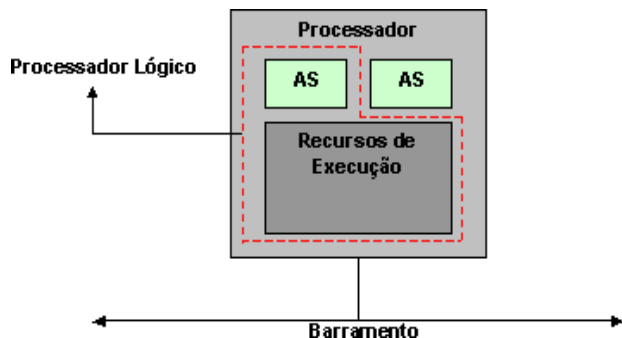 Processador
Processador Lógico
AS
AS
Recursos de
Execução
Barramento